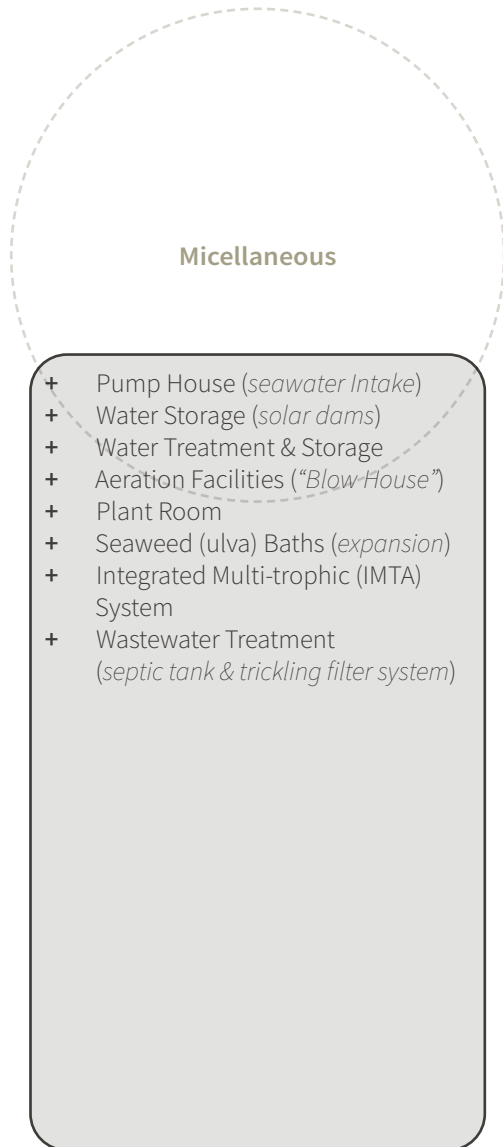 Micellaneous
+ Pump House (seawater Intake)
+ Water Storage (solar dams)
+ Water Treatment & Storage
+ Aeration Facilities (“Blow House”)
+ Plant Room
+ Seaweed (ulva) Baths (expansion)
+ Integrated Multi-trophic (IMTA)
System
+ Wastewater Treatment
(septic tank & trickling filter system)